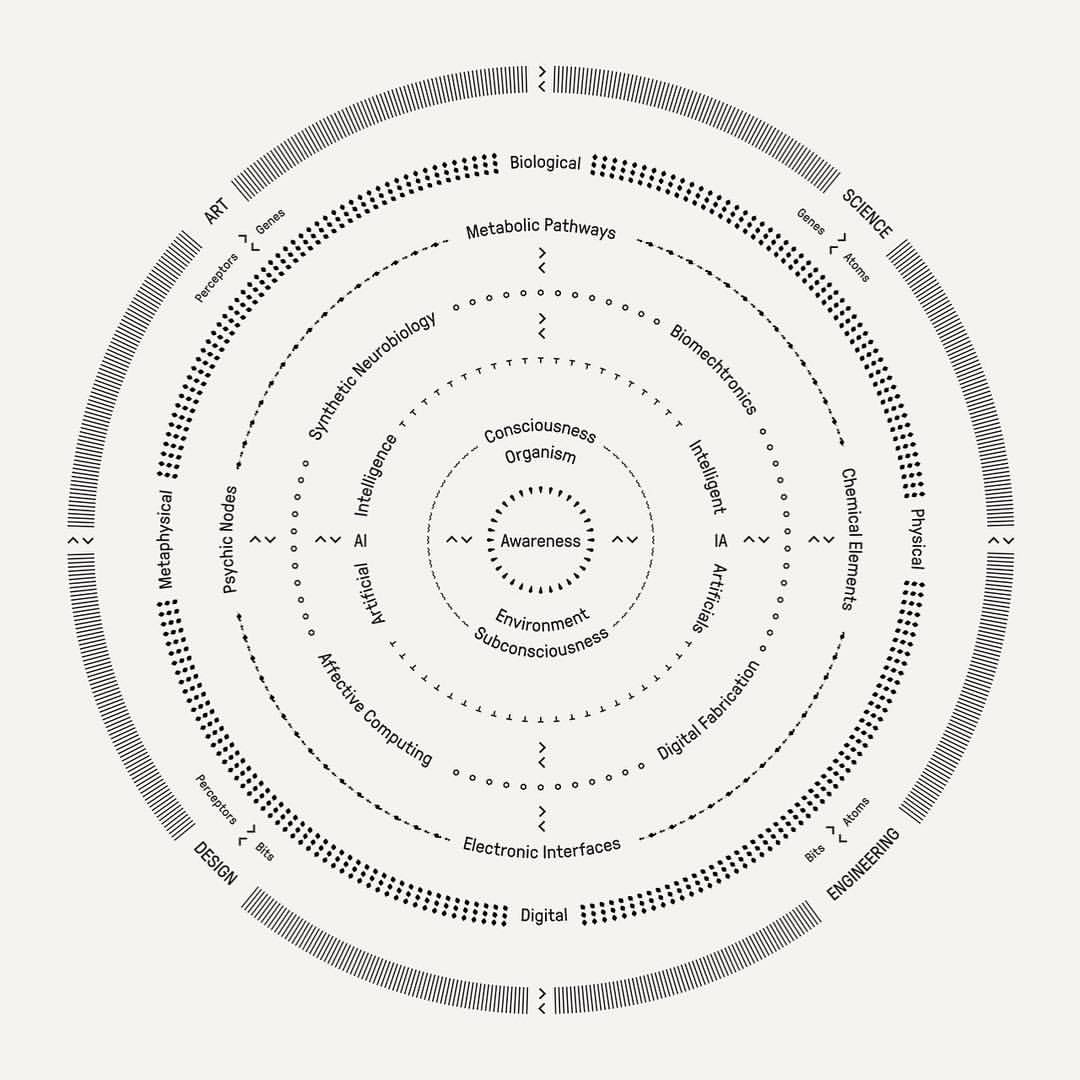 Biological
ART
SCIENCE
Genes
Perceptors
Genes
Atoms
Metabolic Pathways
Synthetic Neurobiology
Biomechtronics
Consciousness
Organism
Intelligence
Intelligent
Metaphysical
Psychic Nodes
AI
Awareness
IA
Chemical Elements
Physical
Artificial
Artificials
Environment
Subconsciousness
Affective Computing
Digital Fabrication
Perceptors
Bits
Atoms
Bits
DESIGN
ENGINEERING
Electronic Interfaces
Digital